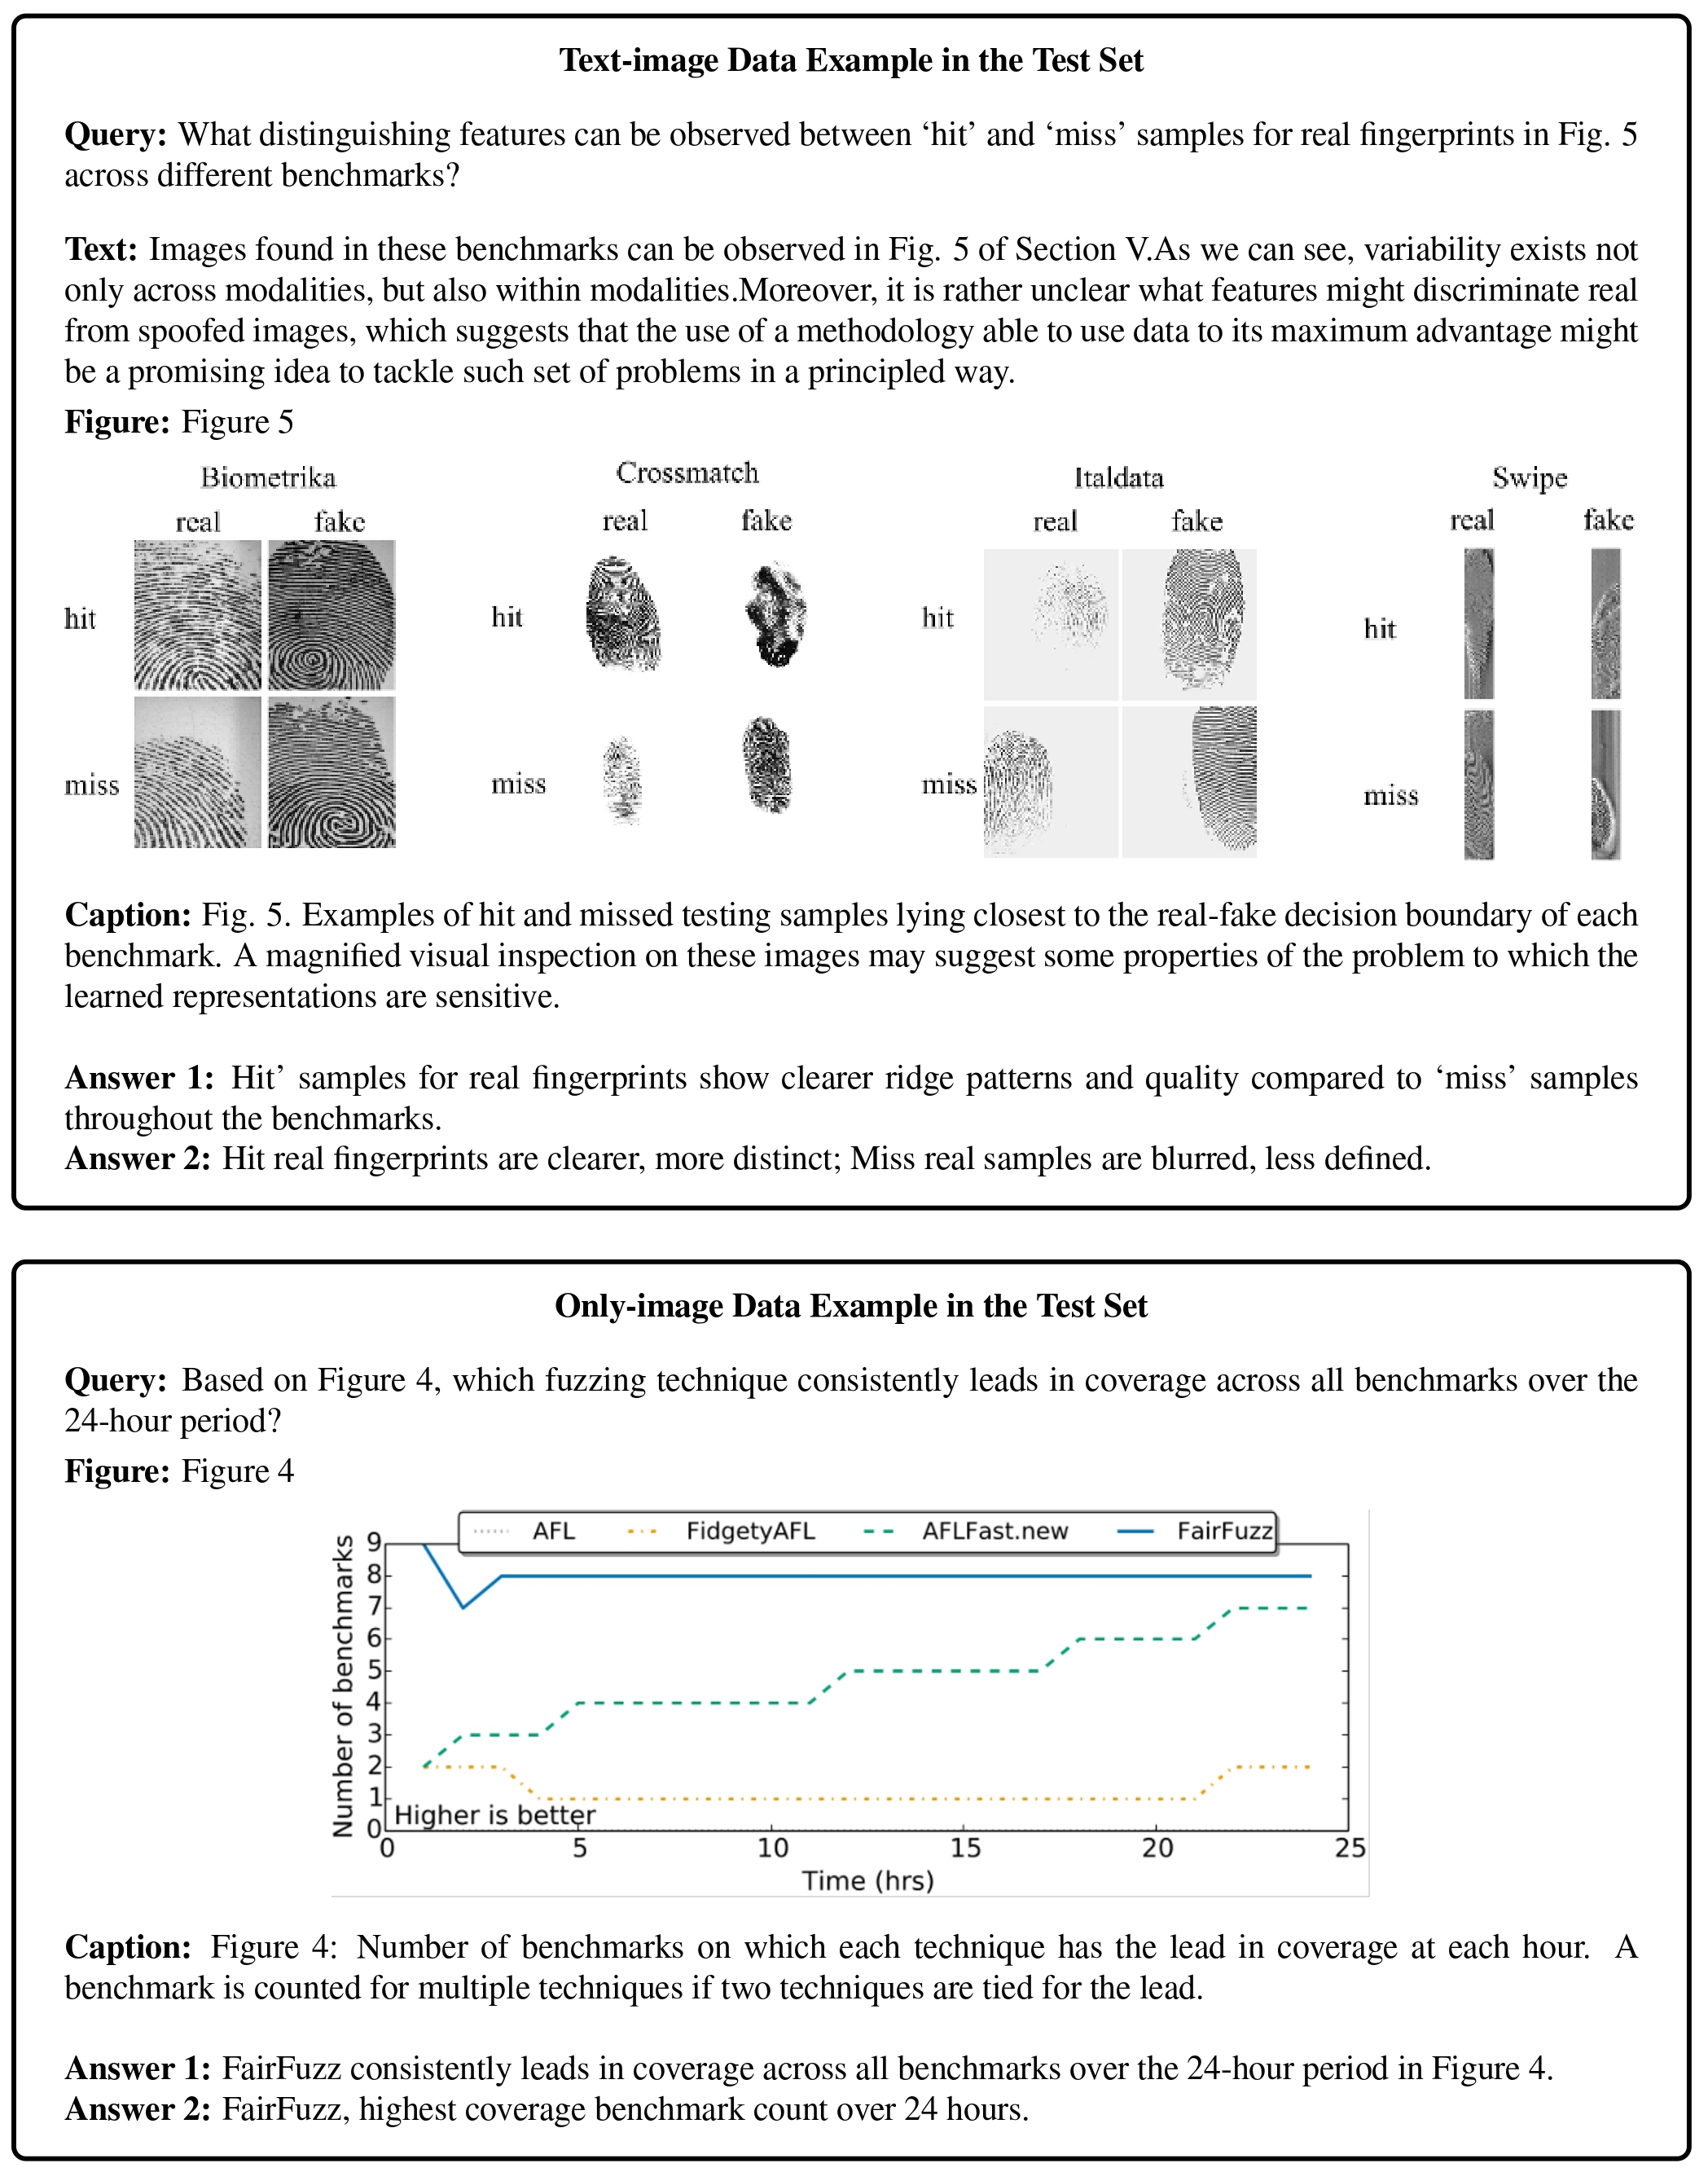 Text-image Data Example in the Test Set
Query: What distinguishing features can be observed between ‘hit’ and ‘miss’ samples for real fingerprints in Fig. 5
across different benchmarks?
Text: Images found in these benchmarks can be observed in Fig. 5 of Section V.As we can see, variability exists not
only across modalities, but also within modalities.Moreover, it is rather unclear what features might discriminate real
from spoofed images, which suggests that the use of a methodology able to use data to its maximum advantage might
be a promising idea to tackle such set of problems in a principled way.
Figure: Figure 5
Biometrika Crossmatch Italdata Swipe
real fake real fake real fake real fake
hit hit hit hit
miss miss miss miss
Caption: Fig. 5. Examples of hit and missed testing samples lying closest to the real-fake decision boundary of each
benchmark. A magnified visual inspection on these images may suggest some properties of the problem to which the
learned representations are sensitive.
Answer 1: Hit’ samples for real fingerprints show clearer ridge patterns and quality compared to ‘miss’ samples
throughout the benchmarks.
Answer 2: Hit real fingerprints are clearer, more distinct; Miss real samples are blurred, less defined.
Only-image Data Example in the Test Set
Query: Based on Figure 4, which fuzzing technique consistently leads in coverage across all benchmarks over the
24-hour period?
Figure: Figure 4
AFL FidgetyAFL AFLFast.new FairFuzz
Number of benchmarks
9
8
7
6
5
4
3
2
1
0
Higher is better
0 5 10 15 20 25
Time (hrs)
Caption: Figure 4: Number of benchmarks on which each technique has the lead in coverage at each hour. A
benchmark is counted for multiple techniques if two techniques are tied for the lead.
Answer 1: FairFuzz consistently leads in coverage across all benchmarks over the 24-hour period in Figure 4.
Answer 2: FairFuzz, highest coverage benchmark count over 24 hours.